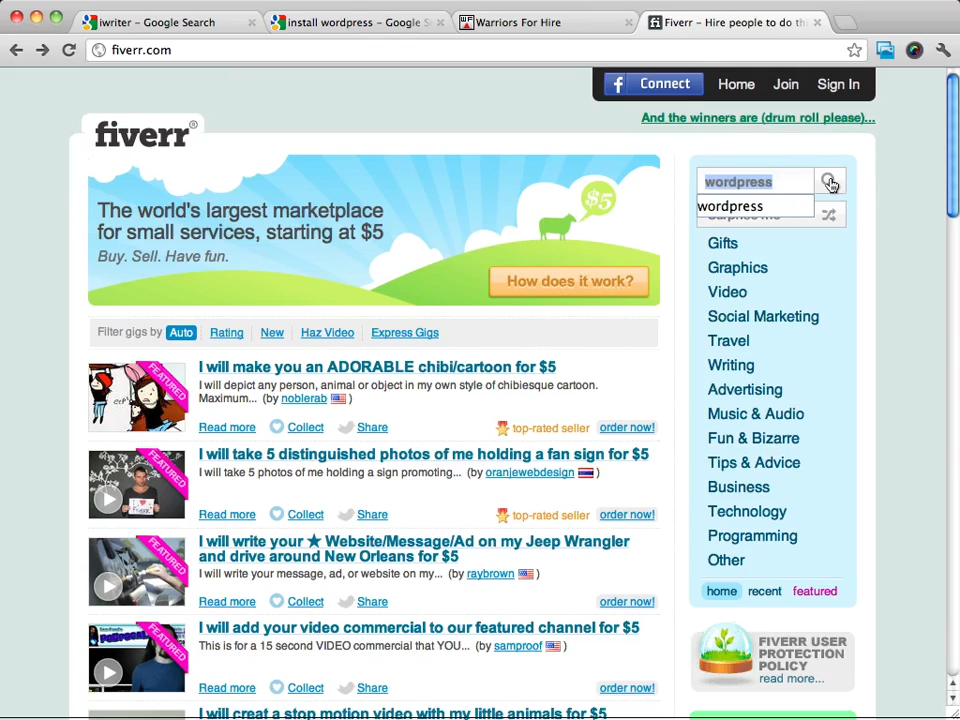 iwriter – Google Search
install wordpress – Google S
Warriors For Hire
Fiverr – Hire people to do thi
fiverr.com
f Connect
Home
Join
Sign In
And the winners are (drum roll please)...
fiverr®
The world's largest marketplace
for small services, starting at $5
Buy. Sell. Have fun.
$5
How does it work?
wordpress
wordpress
Surprise me
Filter gigs by Auto Rating New Haz Video Express Gigs
FEATURED
I will make you an ADORABLE chibi/cartoon for $5
I will depict any person, animal or object in my own style of chibiesque cartoon.
Maximum... (by noblerab )
Read more Collect Share top-rated seller order now!
FEATURED
I will take 5 distinguished photos of me holding a fan sign for $5
I will take 5 photos of me holding a sign promoting... (by oranjewebdesign )
Read more Collect Share top-rated seller order now!
FEATURED
I will write your ★ Website/Message/Ad on my Jeep Wrangler
and drive around New Orleans for $5
I will write your message, ad, or website on my... (by raybrown )
Read more Collect Share order now!
FEATURED
I will add your video commercial to our featured channel for $5
This is for a 15 second VIDEO commercial that YOU... (by samproof )
Read more Collect Share order now!
I will creat a stop motion video with my little animals for $5
Gifts
Graphics
Video
Social Marketing
Travel
Writing
Advertising
Music & Audio
Fun & Bizarre
Tips & Advice
Business
Technology
Programming
Other
home recent featured
FIVERR USER
PROTECTION
POLICY
read more...